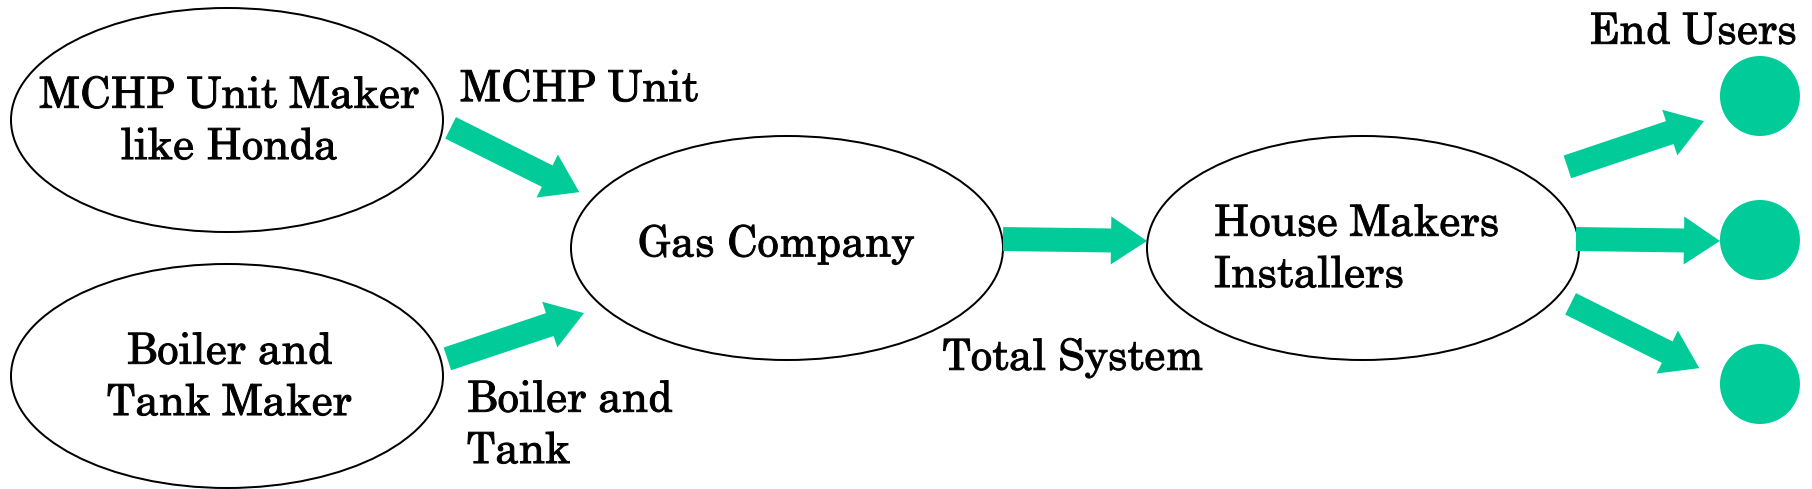 MCHP Unit Maker
like Honda
MCHP Unit
Boiler and
Tank Maker
Boiler and
Tank
Gas Company
Total System
House Makers
Installers
End Users